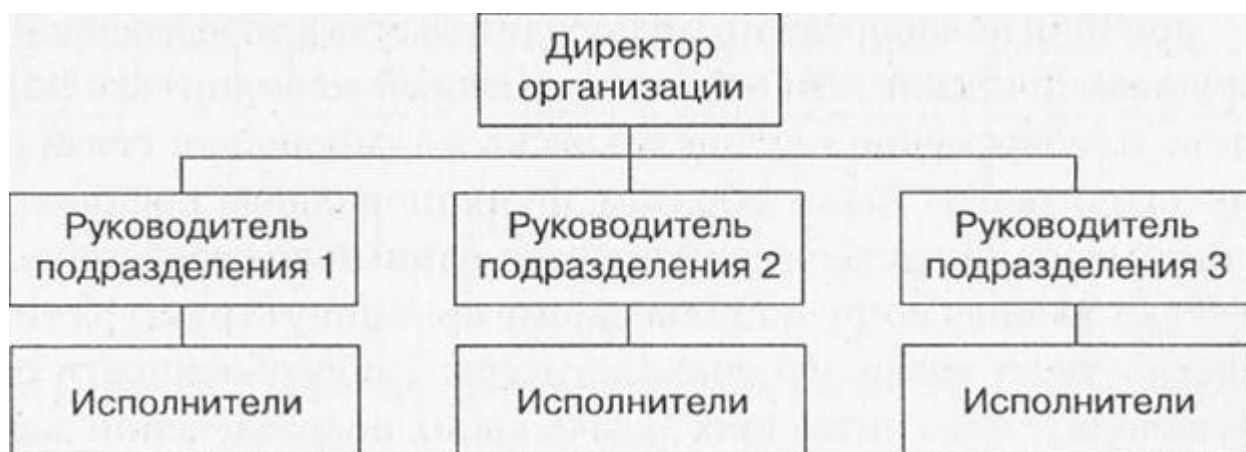 Директор
организации
Руководитель
подразделения 1
Руководитель
подразделения 2
Руководитель
подразделения 3
Исполнители
Исполнители
Исполнители